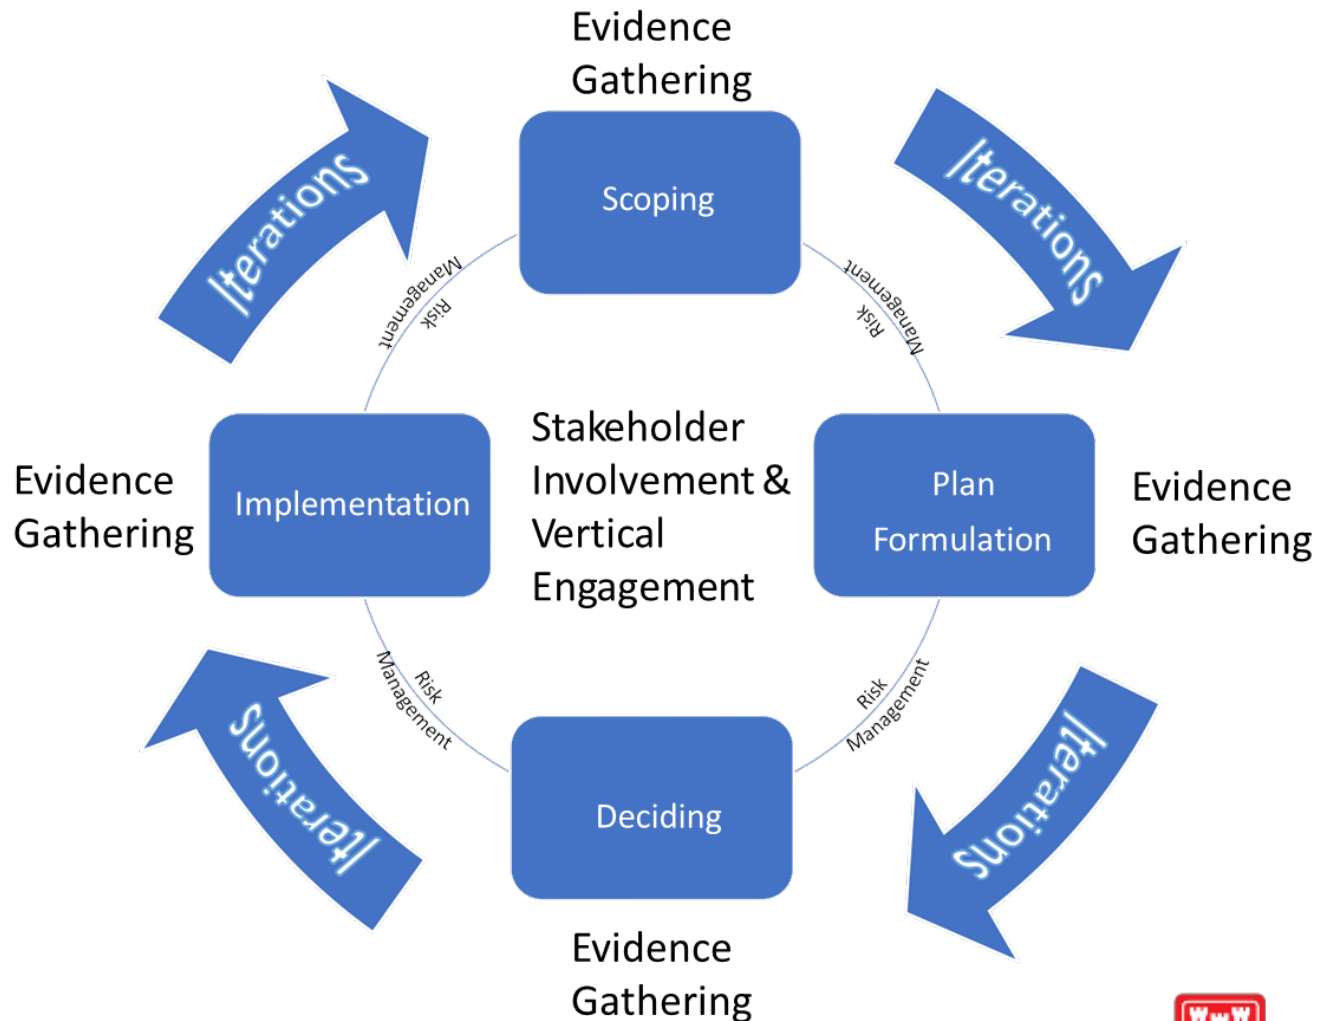 Evidence
Gathering
Scoping
Iterations
Iterations
Risk
Management
Risk
Management
Evidence
Gathering
Implementation
Stakeholder
Involvement &
Vertical
Engagement
Plan
Formulation
Evidence
Gathering
Risk
Management
Risk
Management
Iterations
Iterations
Deciding
Evidence
Gathering